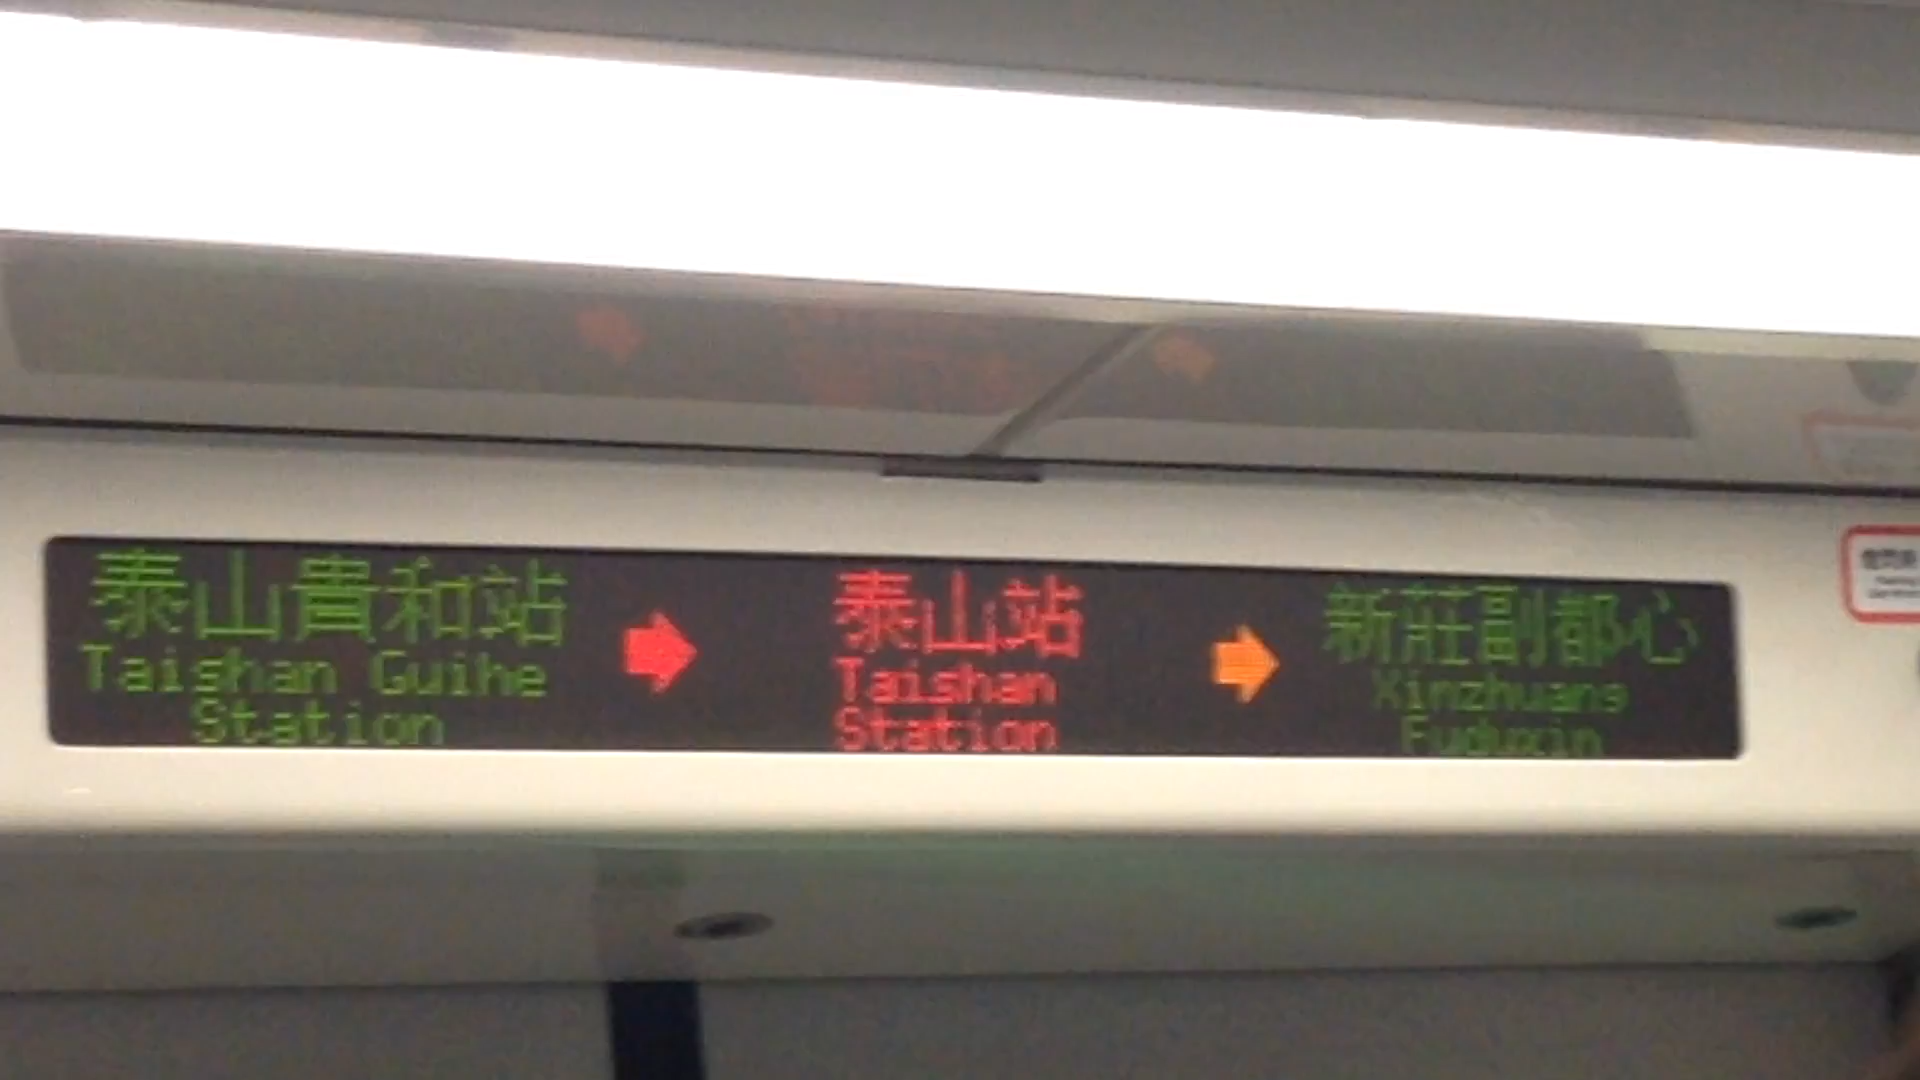 泰山貴和站
Taishan Guihe
Station
泰山站
Taishan
Station
新莊副都心
Xinzhuang
Fuduxin